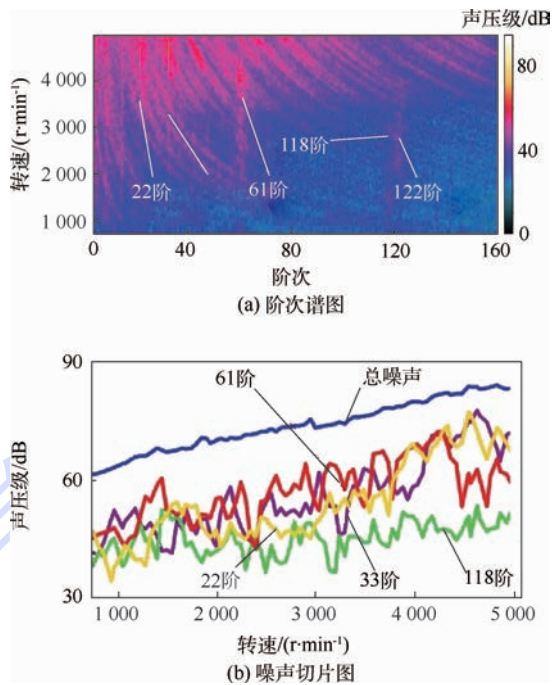 声压级/dB
转速/(r·min⁻¹)
4 000
3 000
2 000
1 000
22阶
61阶
118阶
122阶
80
60
40
20
0
0
40
80
120
160
阶次
(a) 阶次谱图
声压级/dB
90
60
30
61阶
总噪声
22阶
33阶
118阶
1 000
2 000
3 000
4 000
5 000
转速/(r·min⁻¹)
(b) 噪声切片图